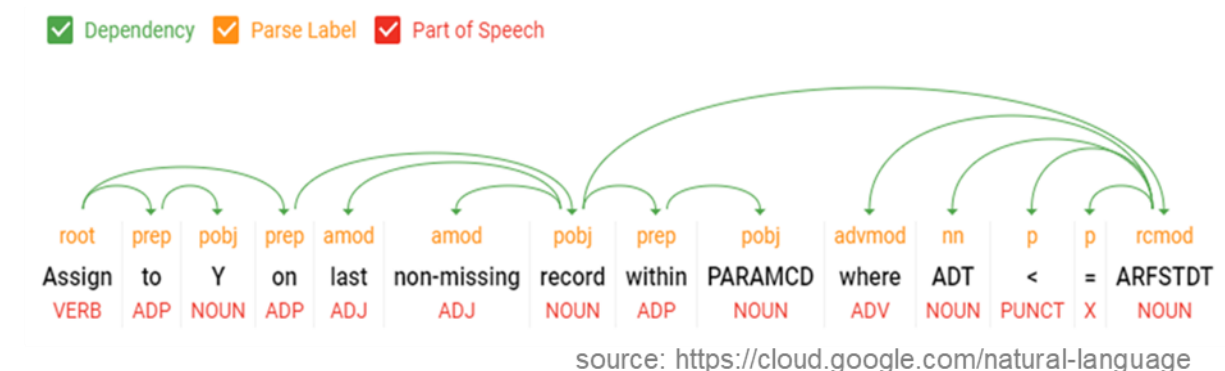 Dependency Parse Label Part of Speech
root prep pobj prep amod amod pobj prep pobj advmod nn p p rcmod
Assign to Y on last non-missing record within PARAMCD where ADT < = ARFSTDT
VERB ADP NOUN ADP ADJ ADJ NOUN ADP NOUN ADV NOUN PUNCT X NOUN
source: https://cloud.google.com/natural-language